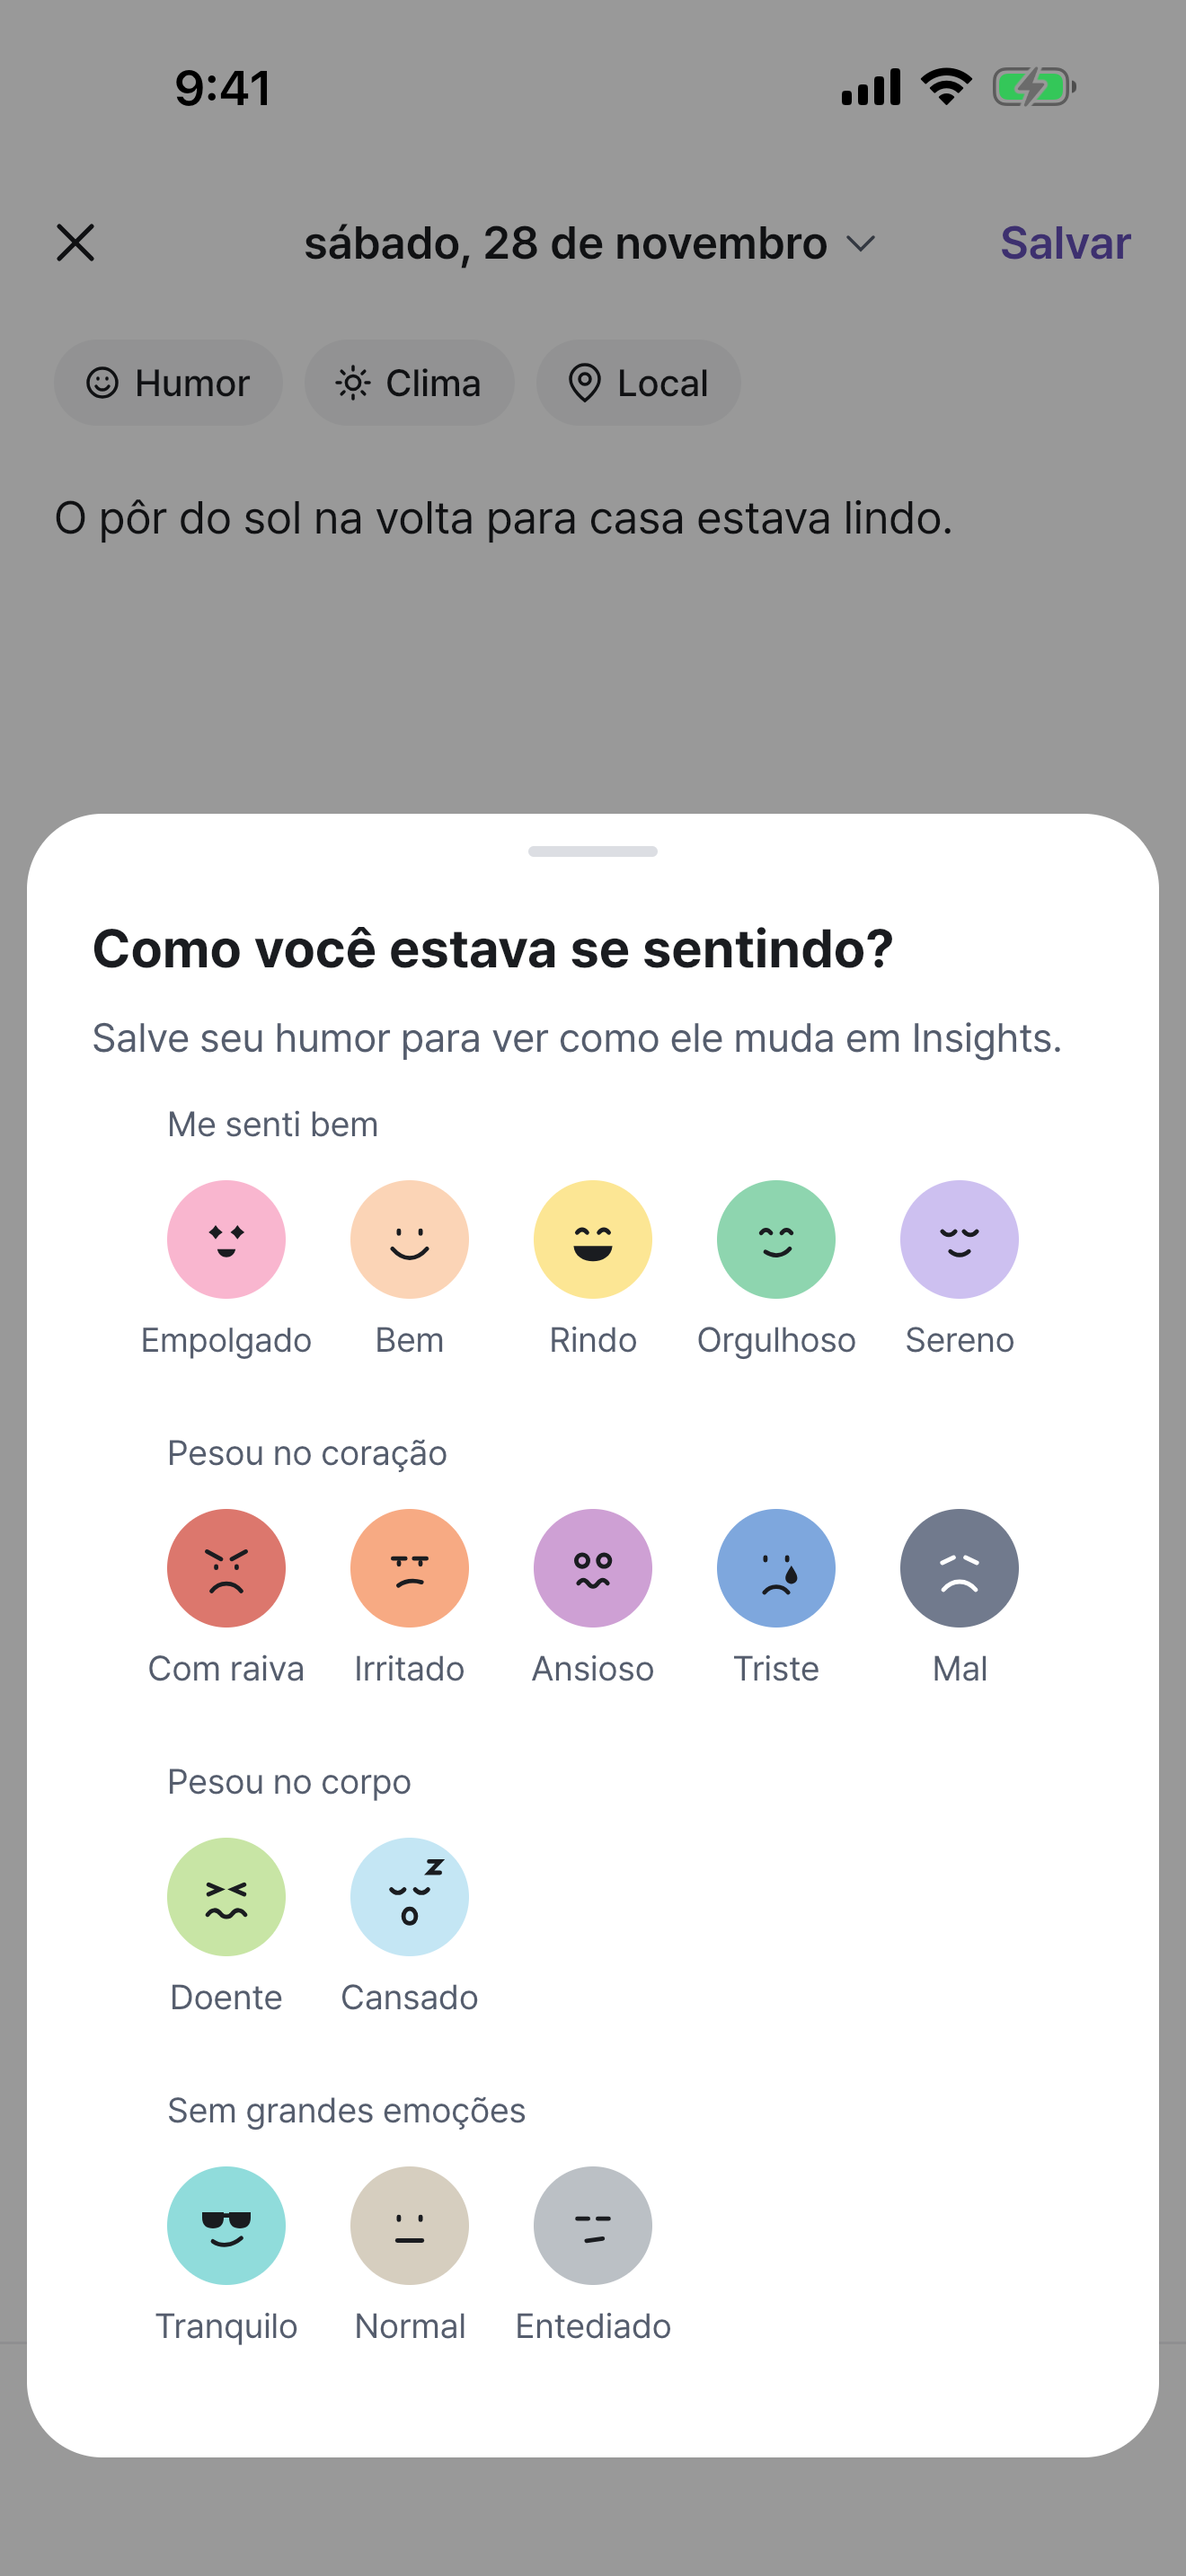 9:41
sábado, 28 de novembro
Salvar
Humor
Clima
Local
O pôr do sol na volta para casa estava lindo.
Como você estava se sentindo?
Salve seu humor para ver como ele muda em Insights.
Me senti bem
Empolgado
Bem
Rindo
Orgulhoso
Sereno
Pesou no coração
Com raiva
Irritado
Ansioso
Triste
Mal
Pesou no corpo
Doente
Cansado
Sem grandes emoções
Tranquilo
Normal
Entediado